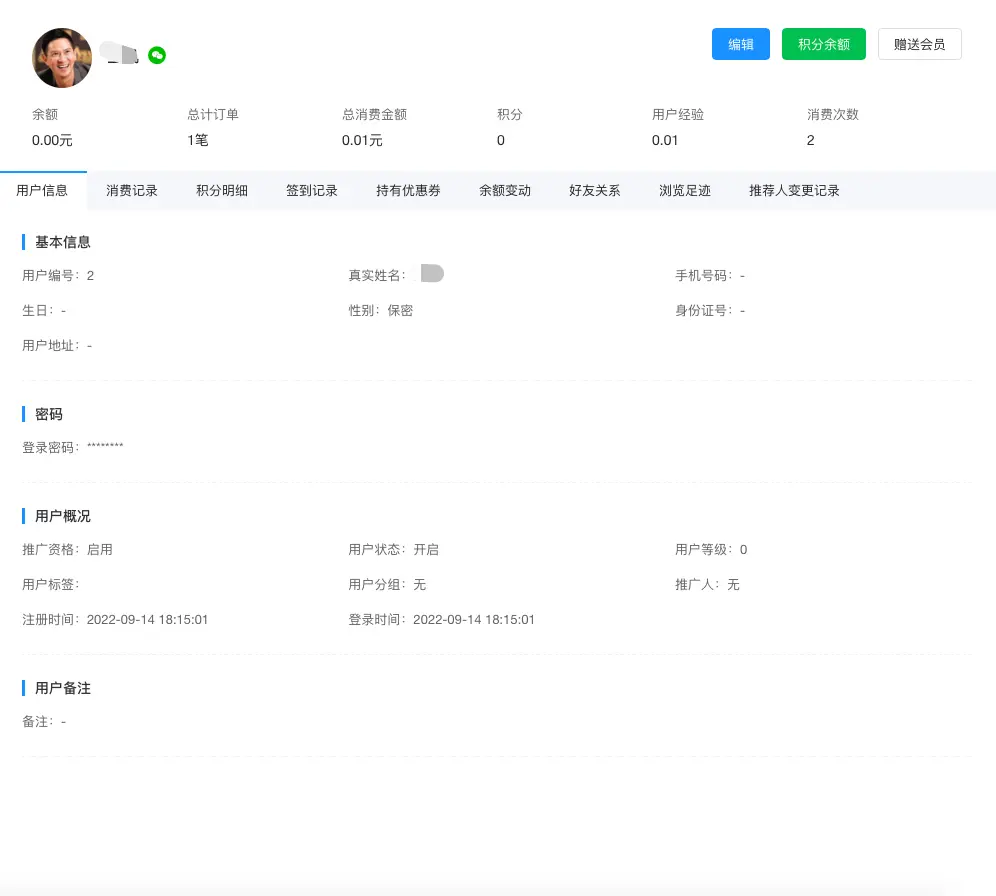 编辑 积分余额 赠送会员
余额 总计订单 总消费金额 积分 用户经验 消费次数
0.00元 1笔 0.01元 0 0.01 2
用户信息 消费记录 积分明细 签到记录 持有优惠券 余额变动 好友关系 浏览足迹 推荐人变更记录
基本信息
用户编号：2 真实姓名： 手机号码：-
生日：- 性别：保密 身份证号：-
用户地址：-
密码
登录密码：********
用户概况
推广资格：启用 用户状态：开启 用户等级：0
用户标签： 用户分组：无 推广人：无
注册时间：2022-09-14 18:15:01 登录时间：2022-09-14 18:15:01
用户备注
备注：-